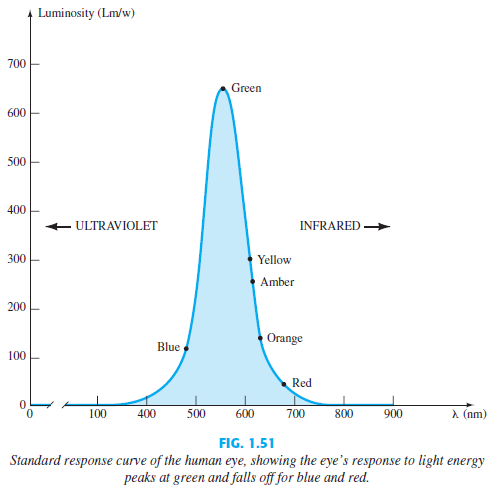 Luminosity (Lm/w)
700
Green
600
500
400
ULTRAVIOLET
INFRARED
300
Yellow
Amber
200
Orange
Blue
100
Red
0
0
100
400
500
600
700
800
900
λ (nm)
FIG. 1.51
Standard response curve of the human eye, showing the eye's response to light energy
peaks at green and falls off for blue and red.